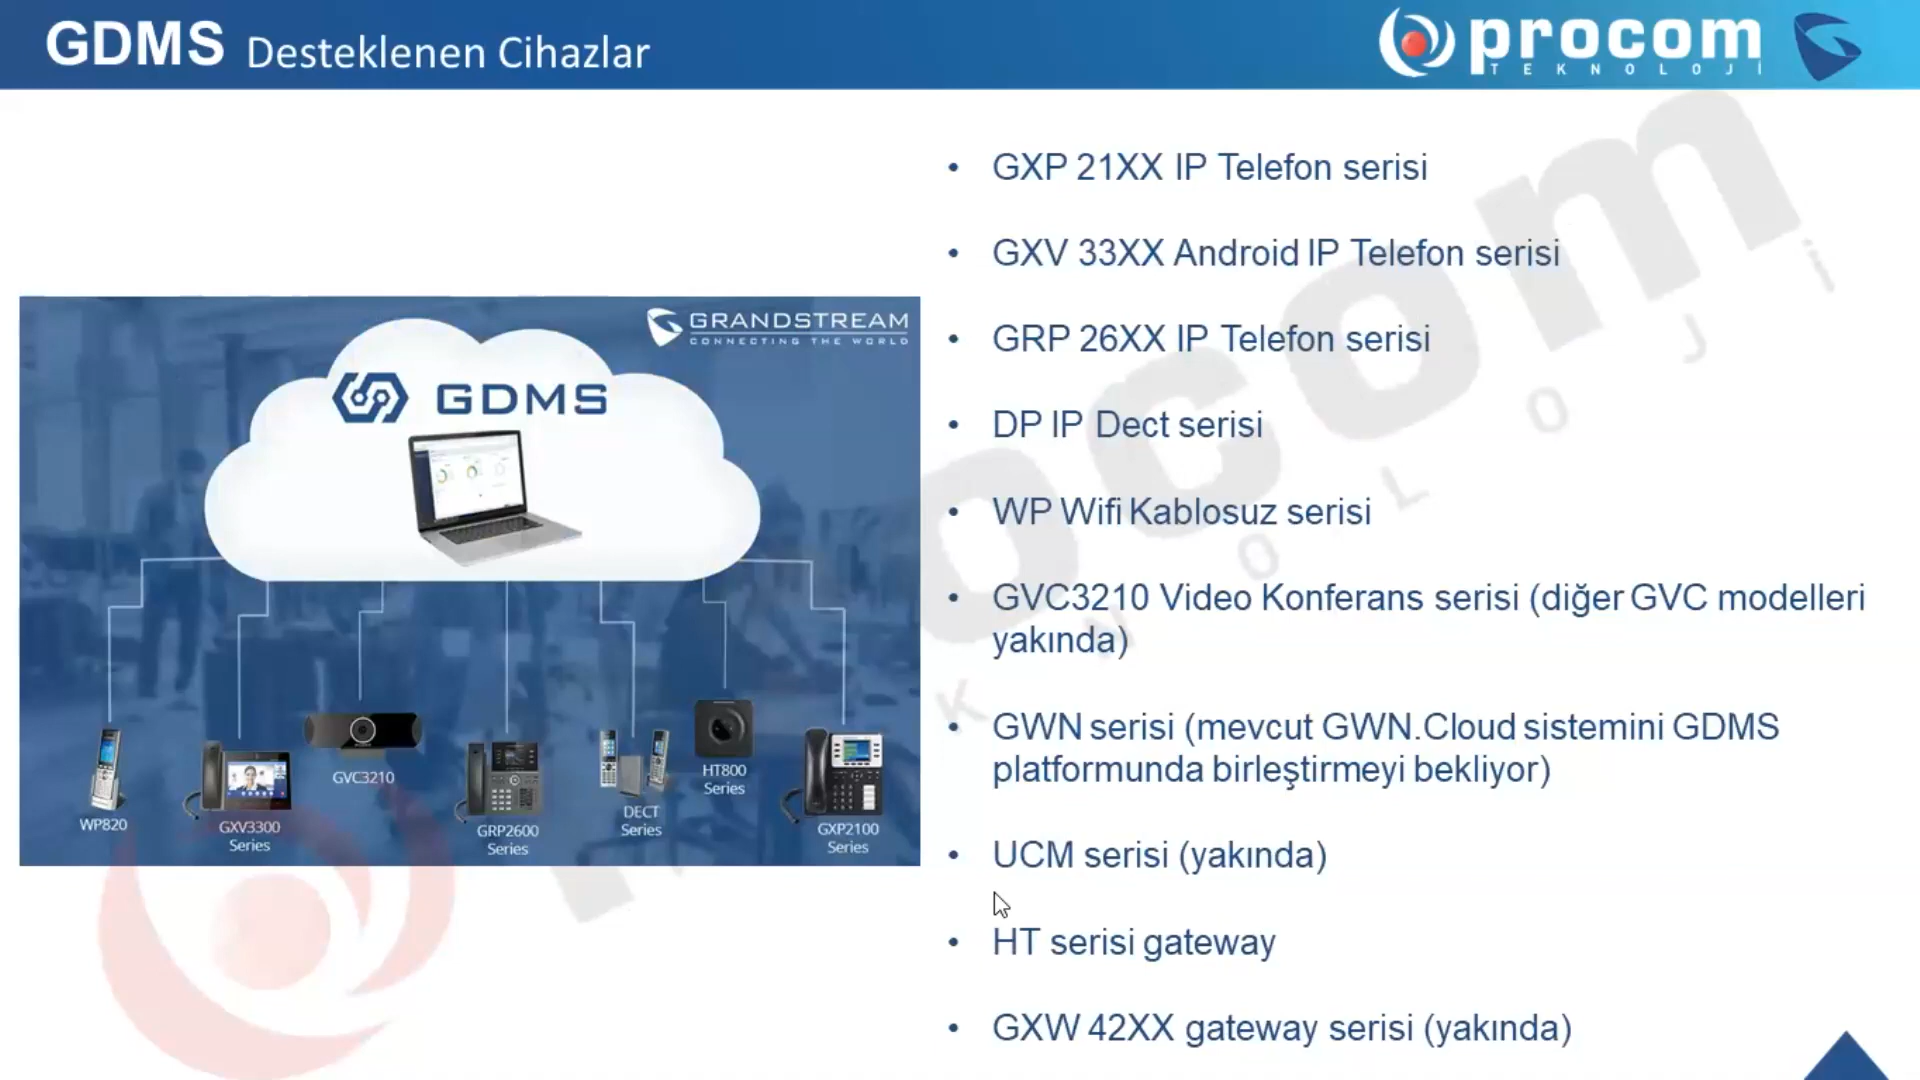 GDMS Desteklenen Cihazlar
procom
TEKNOLOJİ
GRANDSTREAM
CONNECTING THE WORLD
GDMS
WP820
GXV3300
Series
GVC3210
GRP2600
Series
DECT
Series
HT800
Series
GXP2100
Series
• GXP 21XX IP Telefon serisi
• GXV 33XX Android IP Telefon serisi
• GRP 26XX IP Telefon serisi
• DP IP Dect serisi
• WP Wifi Kablosuz serisi
• GVC3210 Video Konferans serisi (diğer GVC modelleri
yakında)
• GWN serisi (mevcut GWN.Cloud sistemini GDMS
platformunda birleştirmeyi bekliyor)
• UCM serisi (yakında)
• HT serisi gateway
• GXW 42XX gateway serisi (yakında)